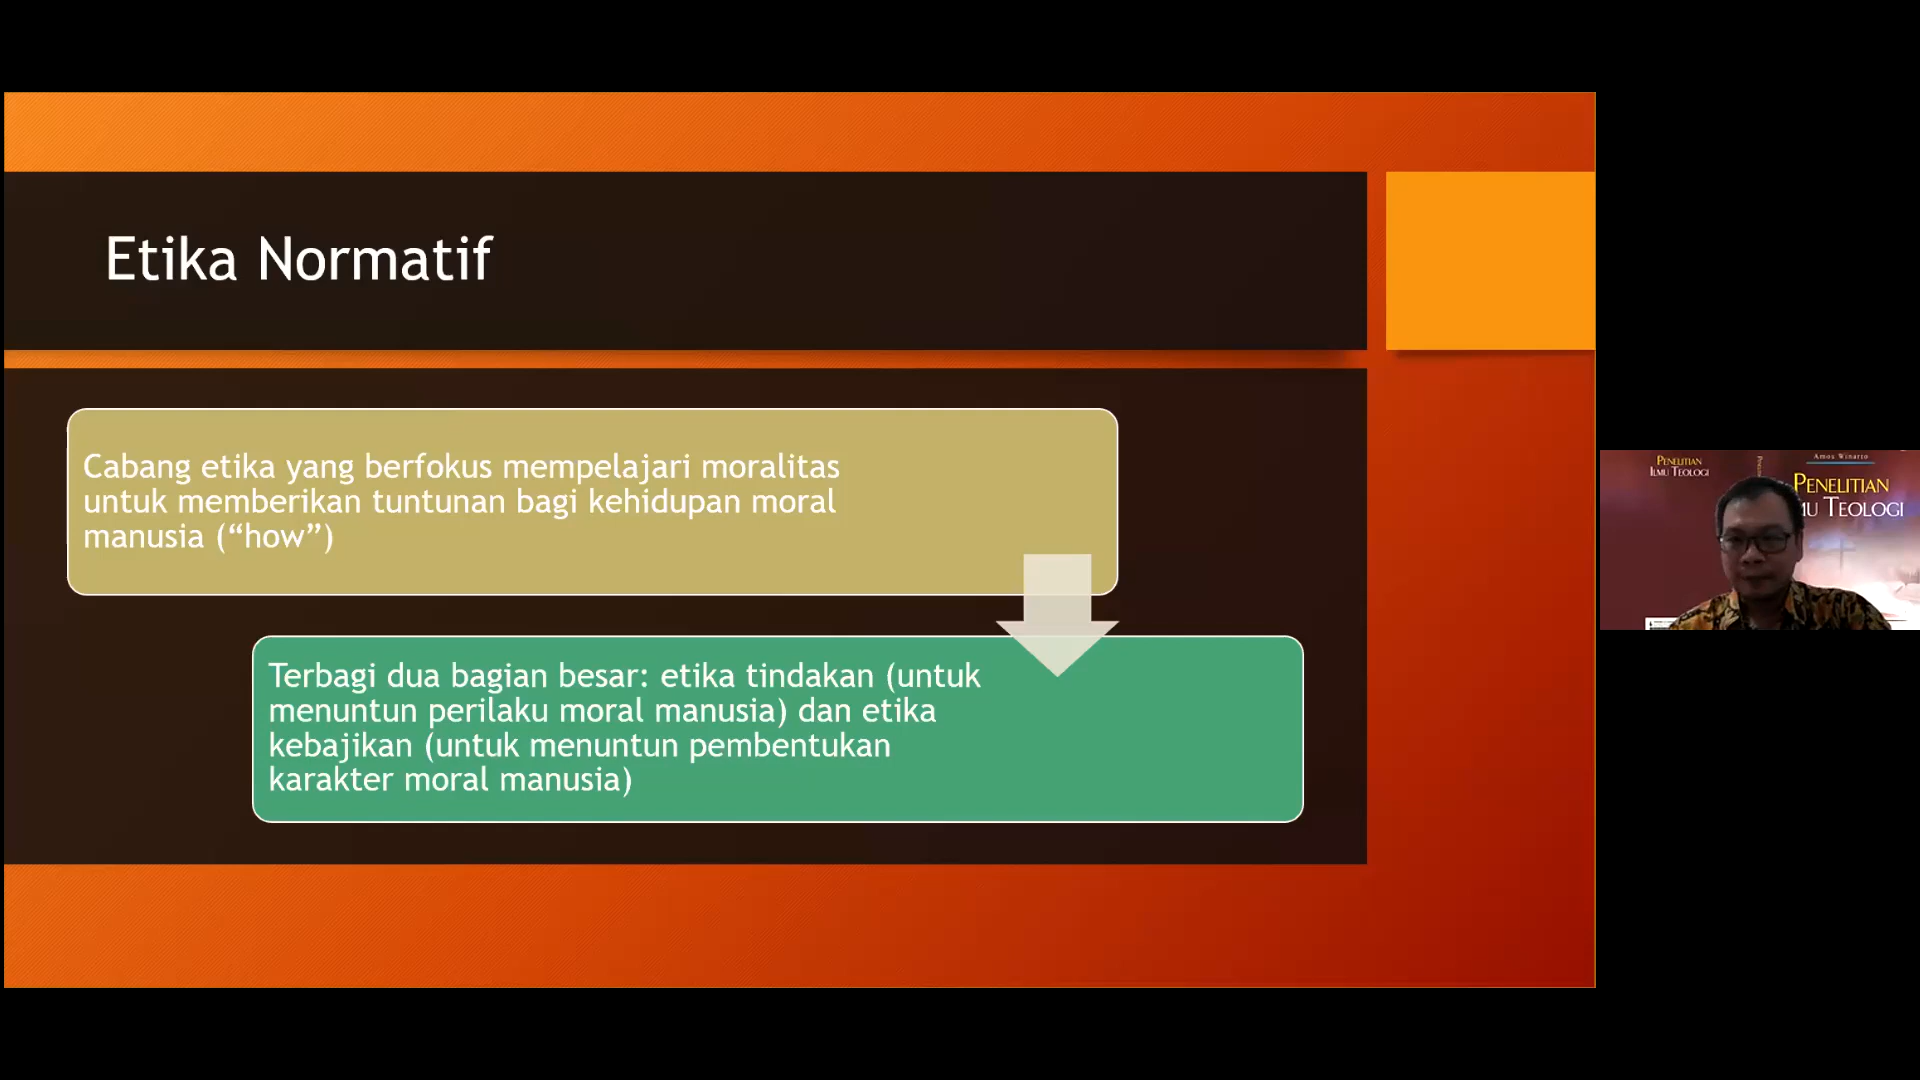 Etika Normatif
Cabang etika yang berfokus mempelajari moralitas
untuk memberikan tuntunan bagi kehidupan moral
manusia (“how”)
Terbagi dua bagian besar: etika tindakan (untuk
menuntun perilaku moral manusia) dan etika
kebajikan (untuk menuntun pembentukan
karakter moral manusia)
PENELITIAN
ILMU TEOLOGI
Amos Winarto
PENELITIAN
MU TEOLOGI